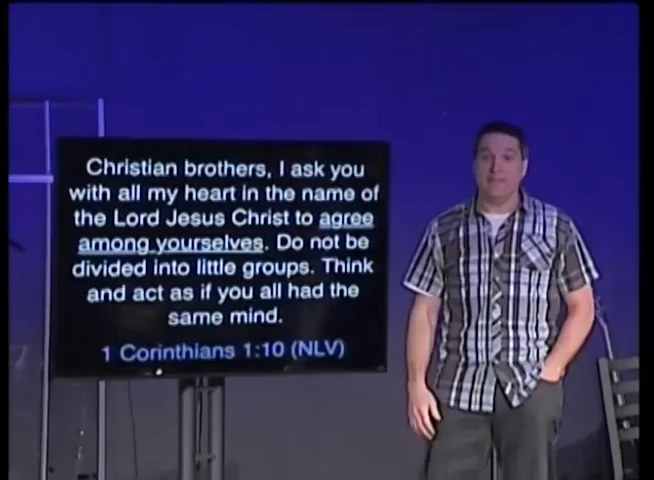 Christian brothers, I ask you
with all my heart in the name of
the Lord Jesus Christ to agree
among yourselves. Do not be
divided into little groups. Think
and act as if you all had the
same mind.
1 Corinthians 1:10 (NLV)